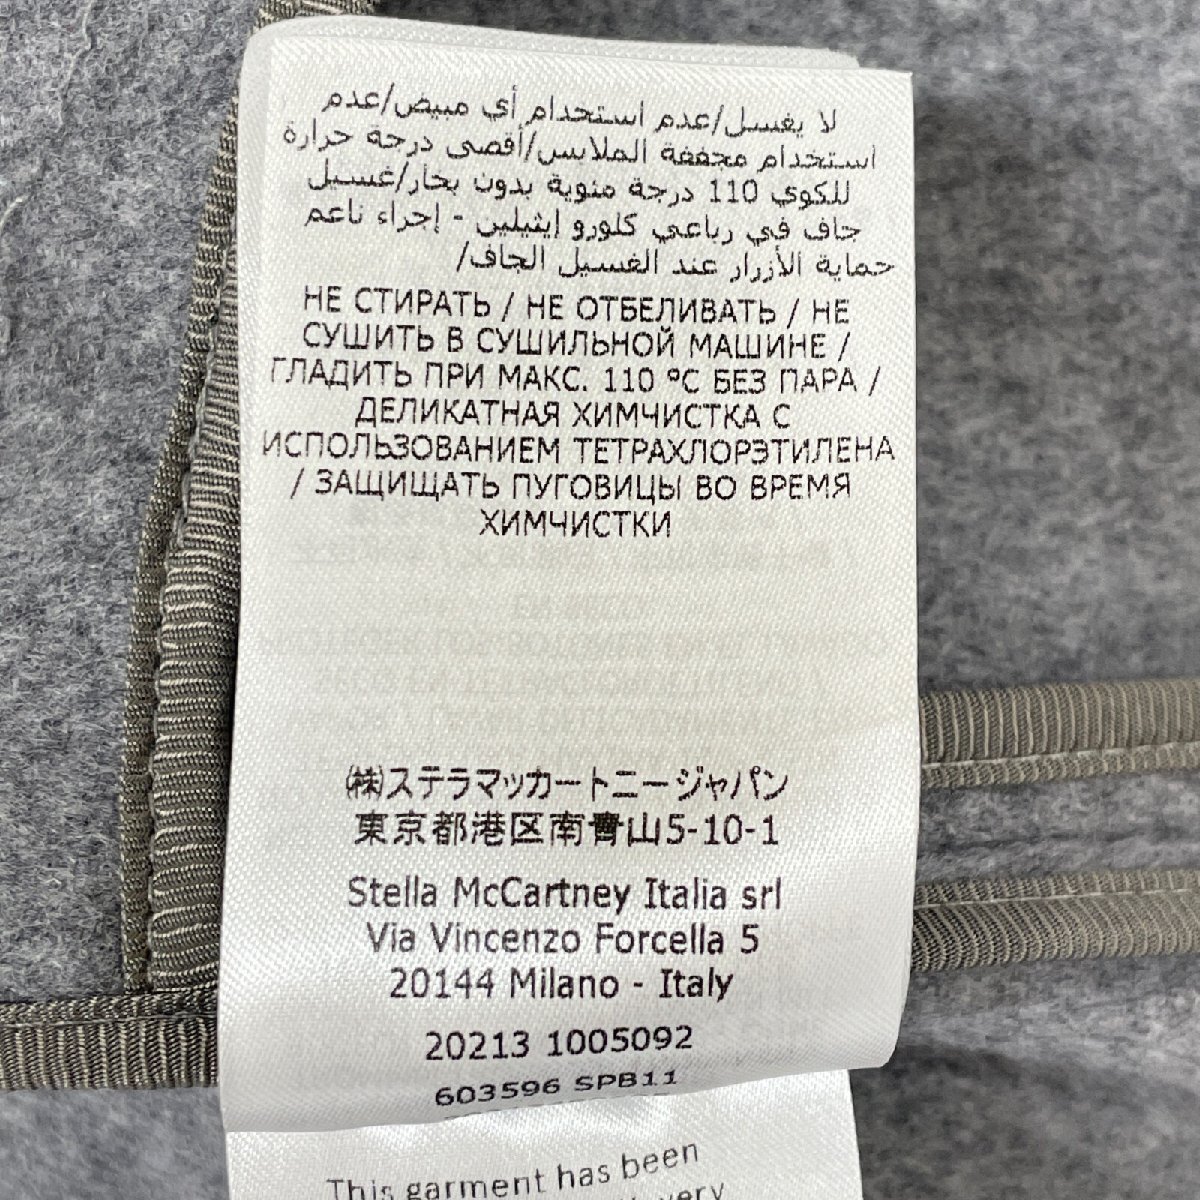 لا يغسل/عدم استخدام أي مبيض/عدم
استخدام مجففة الملابس/أقصى درجة حرارة
للكوي 110 درجة مئوية بدون بخار/غسيل
جاف في رباعي كلورو إيثيلين - إجراء ناعم
حماية الأزرار عند الغسيل الجاف/
НЕ СТИРАТЬ / НЕ ОТБЕЛИВАТЬ / НЕ
СУШИТЬ В СУШИЛЬНОЙ МАШИНЕ /
ГЛАДИТЬ ПРИ МАКС. 110 °C БЕЗ ПАРА /
ДЕЛИКАТНАЯ ХИМЧИСТКА С
ИСПОЛЬЗОВАНИЕМ ТЕТРАХЛОРЭТИЛЕНА
/ ЗАЩИЩАТЬ ПУГОВИЦЫ ВО ВРЕМЯ
ХИМЧИСТКИ
㈱ステラマッカートニージャパン
東京都港区南青山5-10-1
Stella McCartney Italia srl
Via Vincenzo Forcella 5
20144 Milano - Italy
20213 1005092
603596 SPB11
This garment has been
very